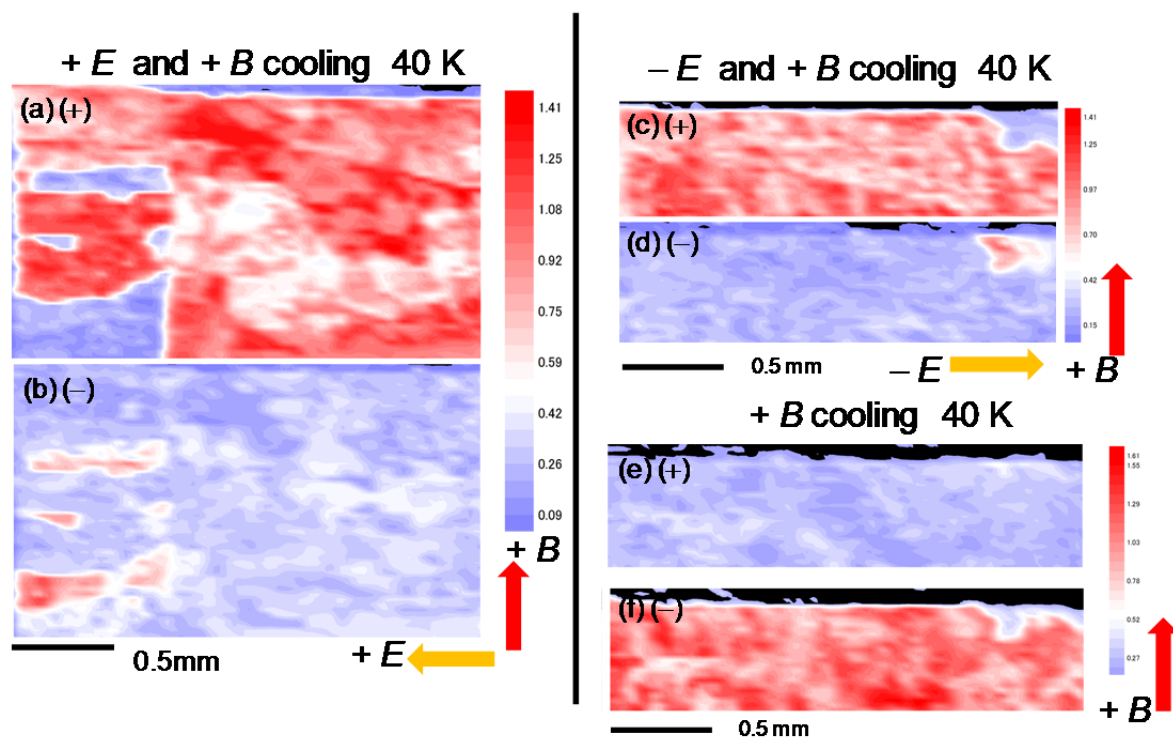 + E and + B cooling 40 K
(a) (+)
1.41
1.25
1.08
0.92
0.75
0.59
0.42
0.26
0.09
(b) (−)
+ B
0.5mm
+ E
− E and + B cooling 40 K
(c) (+)
1.52
1.25
0.97
0.70
0.42
0.15
(d) (−)
0.5 mm
− E
+ B
+ B cooling 40 K
(e) (+)
1.61
1.55
1.29
1.03
0.78
0.52
0.27
(f) (−)
0.5 mm
+ B